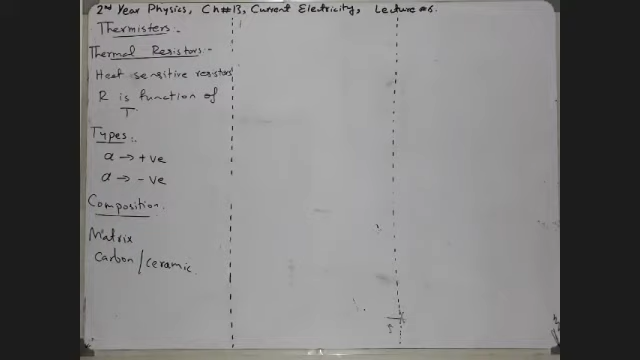 2nd Year Physics, Ch#13, Current Electricity, Lecture #6.
Thermisters.
Thermal Resistors.
Heat sensitive resistors
R is function of
T
Types:
α → +ve
α → -ve
Composition.
Matrix
Carbon/ceramic.